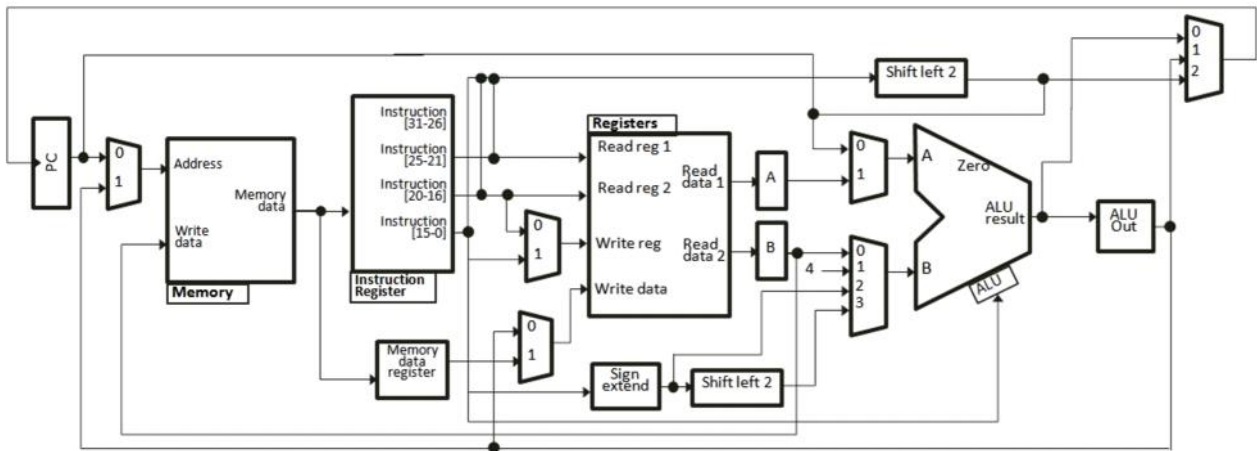 0
1
2
Shift left 2
PC
0
1
Address
Memory
data
Write
data
Memory
Instruction
[31-26]
Instruction
[25-21]
Instruction
[20-16]
Instruction
[15-0]
Instruction
Register
Memory
data
register
0
1
0
1
Registers
Read reg 1
Read reg 2
Write reg
Write data
Read
data 1
Read
data 2
A
B
Sign
extend
Shift left 2
0
1
4
0
1
2
3
A
B
Zero
ALU
result
ALU
ALU
Out